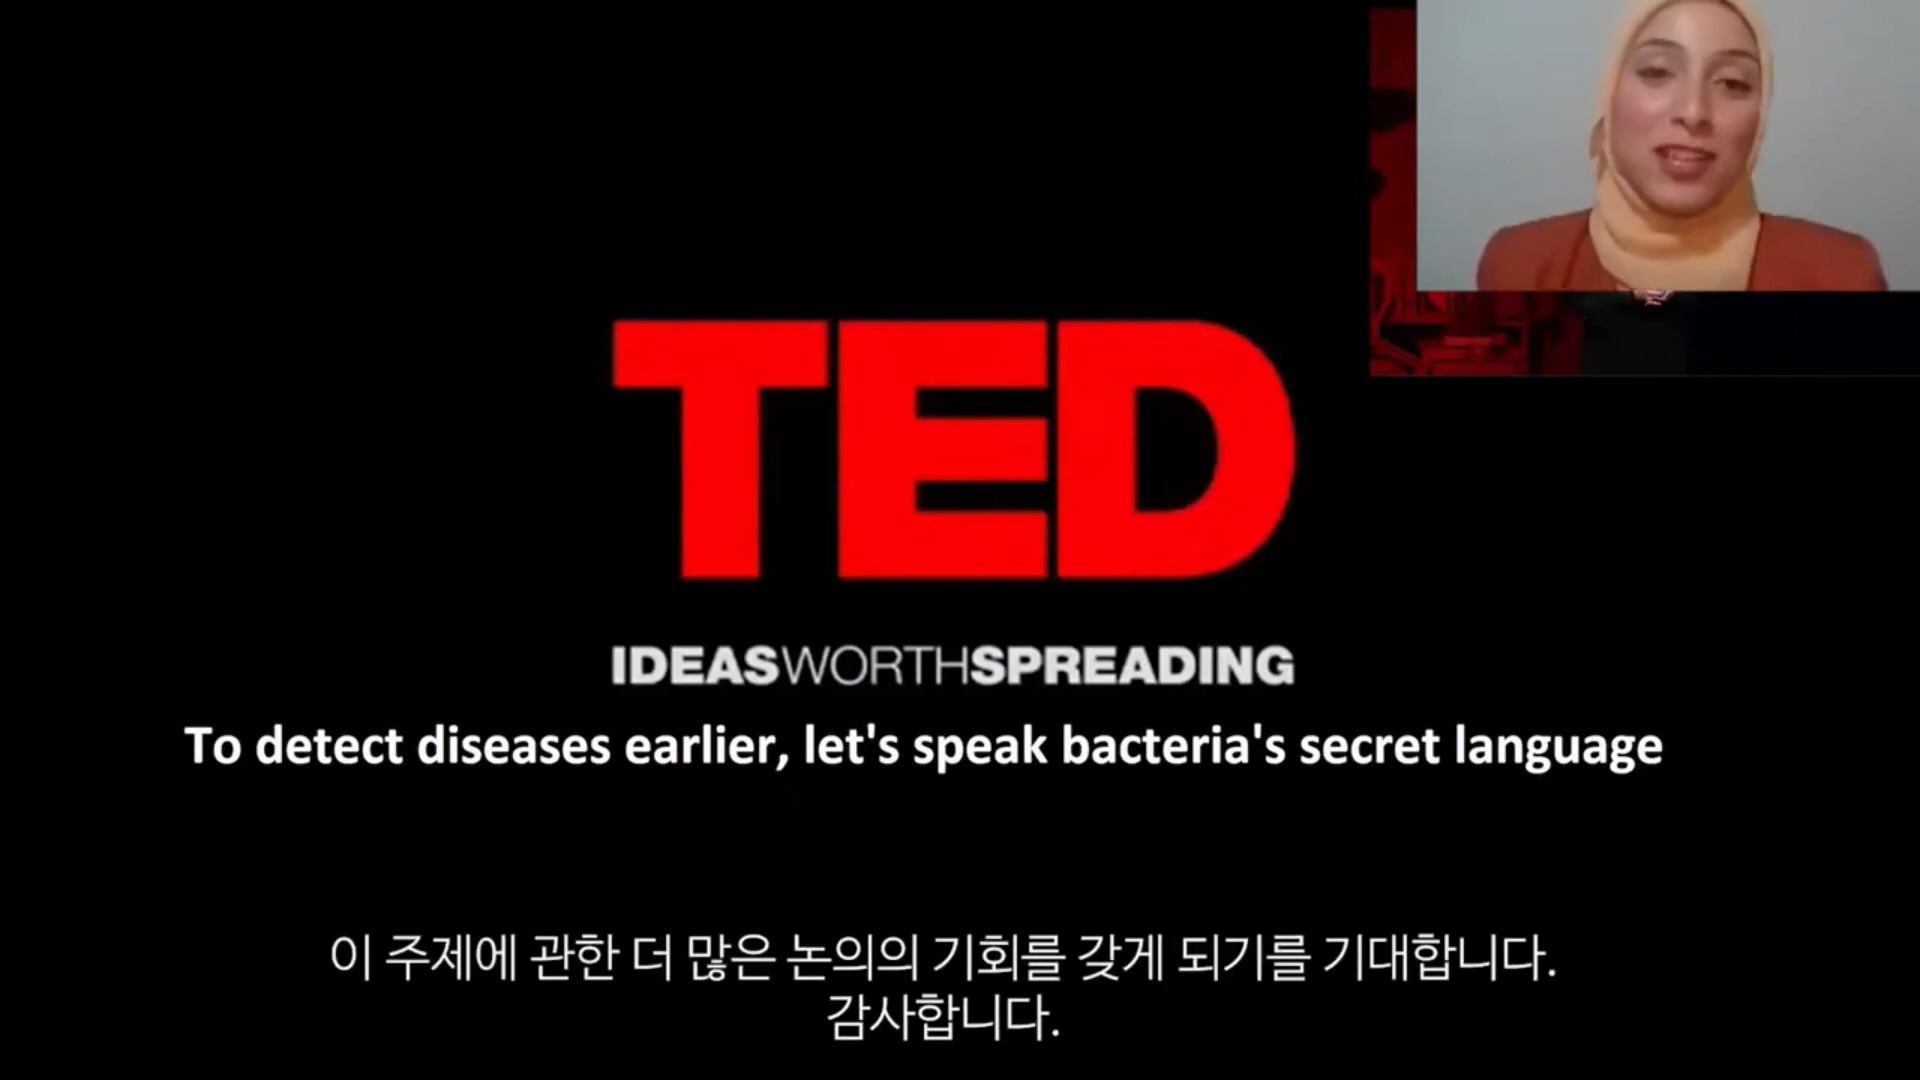 TED
IDEASWORTHSPREADING
To detect diseases earlier, let's speak bacteria's secret language
이 주제에 관한 더 많은 논의의 기회를 갖게 되기를 기대합니다.
감사합니다.